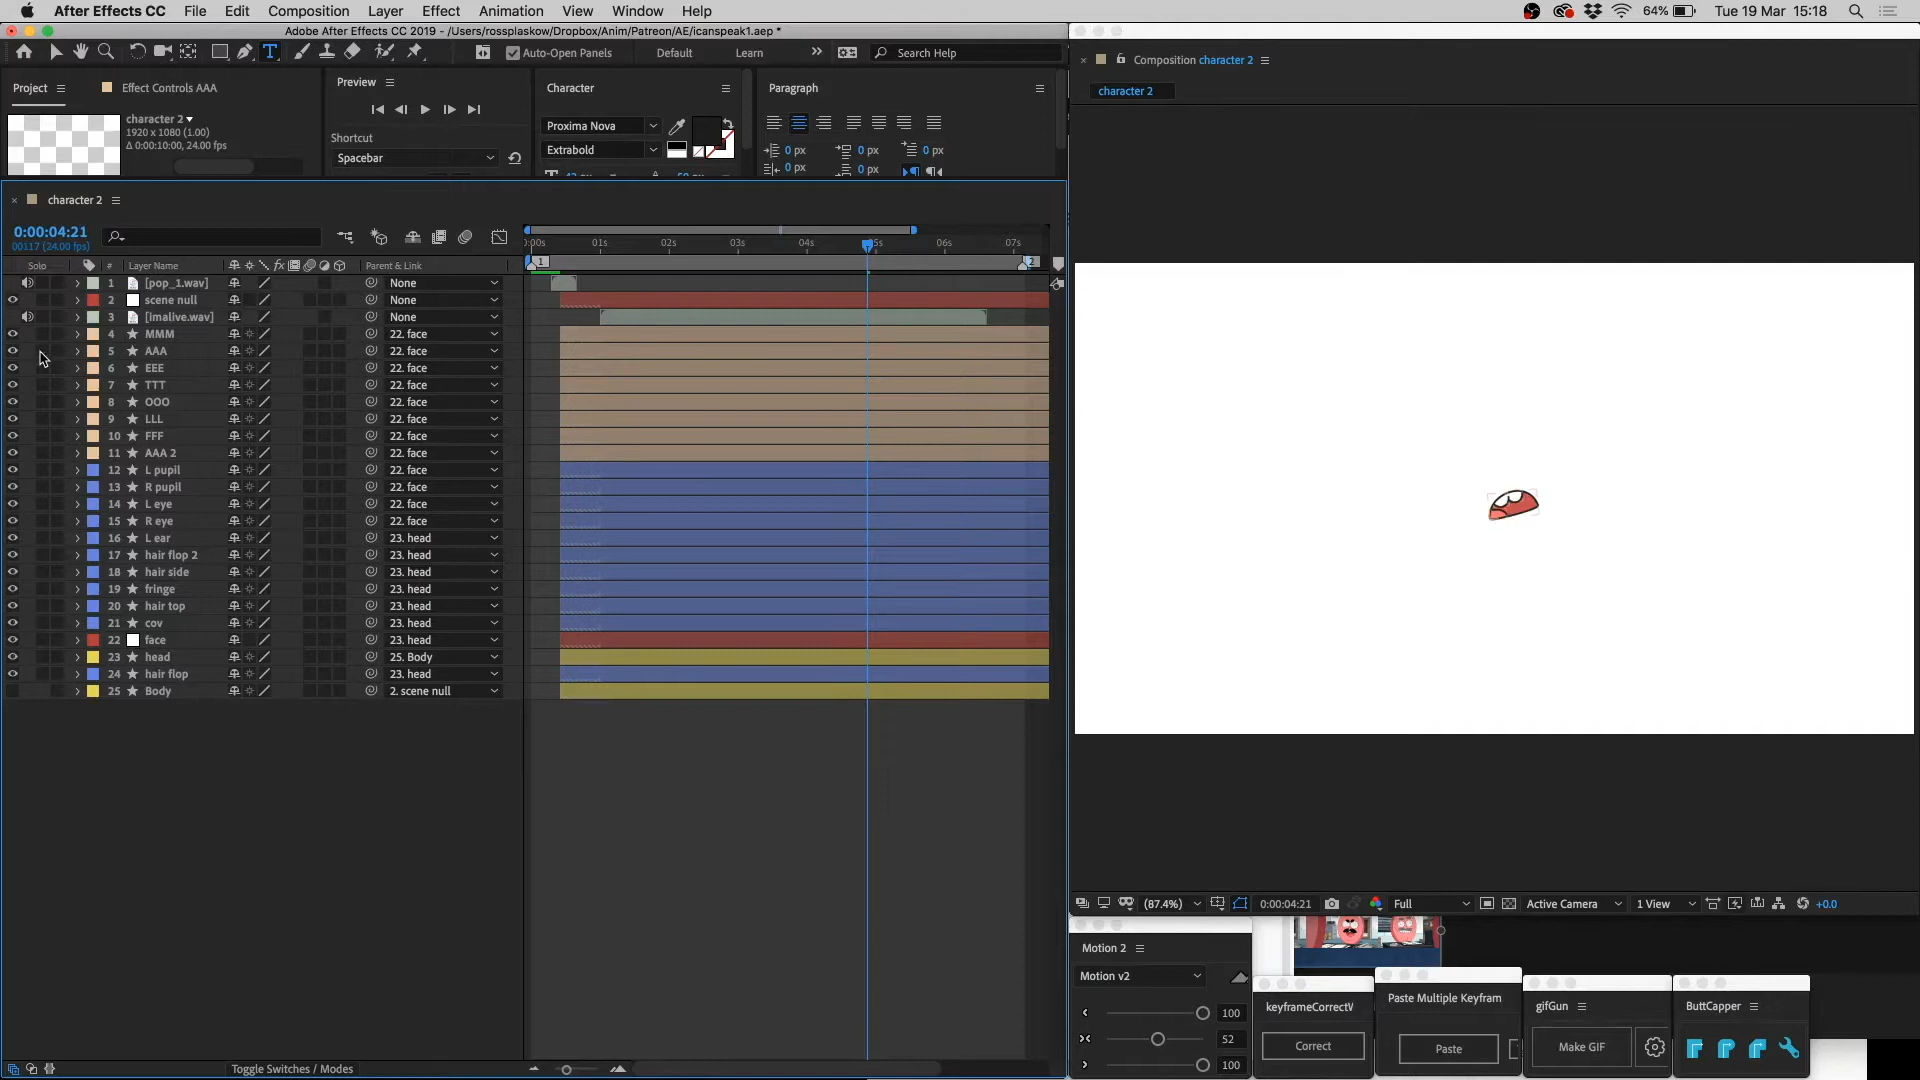 After Effects CC File Edit Composition Layer Effect Animation View Window Help 64% Tue 19 Mar 15:18
Adobe After Effects CC 2019 - /Users/rossplaskow/Dropbox/Anim/Patreon/AE/icanspeak1.aep *
Auto-Open Panels Default Learn Search Help
Project Effect Controls AAA
character 2
1920 x 1080 (1.00)
Δ 0:00:10:00, 24.00 fps
Preview
Shortcut
Spacebar
Character
Proxima Nova
Extrabold
Paragraph
0 px 0 px 0 px
0 px 0 px
Composition character 2
character 2
character 2
0:00:04:21
00117 (24.00 fps)
0:00s 01s 02s 03s 04s 05s 06s 07s
1 2
Solo # Layer Name fx Parent & Link
1 [pop_1.wav] None
2 scene null None
3 [imalive.wav] None
4 MMM 22. face
5 AAA 22. face
6 EEE 22. face
7 TTT 22. face
8 OOO 22. face
9 LLL 22. face
10 FFF 22. face
11 AAA 2 22. face
12 L pupil 22. face
13 R pupil 22. face
14 L eye 22. face
15 R eye 22. face
16 L ear 23. head
17 hair flop 2 23. head
18 hair side 23. head
19 fringe 23. head
20 hair top 23. head
21 cov 23. head
22 face 23. head
23 head 25. Body
24 hair flop 23. head
25 Body 2. scene null
Toggle Switches / Modes
(87.4%) 0:00:04:21 Full Active Camera 1 View +0.0
Motion 2
Motion v2
100
52
100
keyframeCorrectV
Correct
Paste Multiple Keyfram
Paste
gifGun
Make GIF
ButtCapper